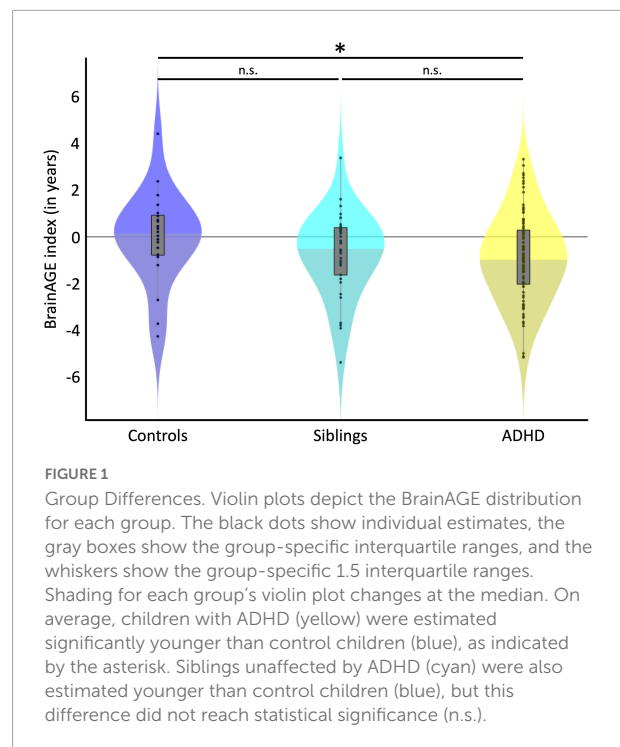 *
n.s.
n.s.
6
4
2
0
-2
-4
-6
BrainAGE index (in years)
Controls
Siblings
ADHD
FIGURE 1
Group Differences. Violin plots depict the BrainAGE distribution
for each group. The black dots show individual estimates, the
gray boxes show the group-specific interquartile ranges, and the
whiskers show the group-specific 1.5 interquartile ranges.
Shading for each group's violin plot changes at the median. On
average, children with ADHD (yellow) were estimated
significantly younger than control children (blue), as indicated
by the asterisk. Siblings unaffected by ADHD (cyan) were also
estimated younger than control children (blue), but this
difference did not reach statistical significance (n.s.).